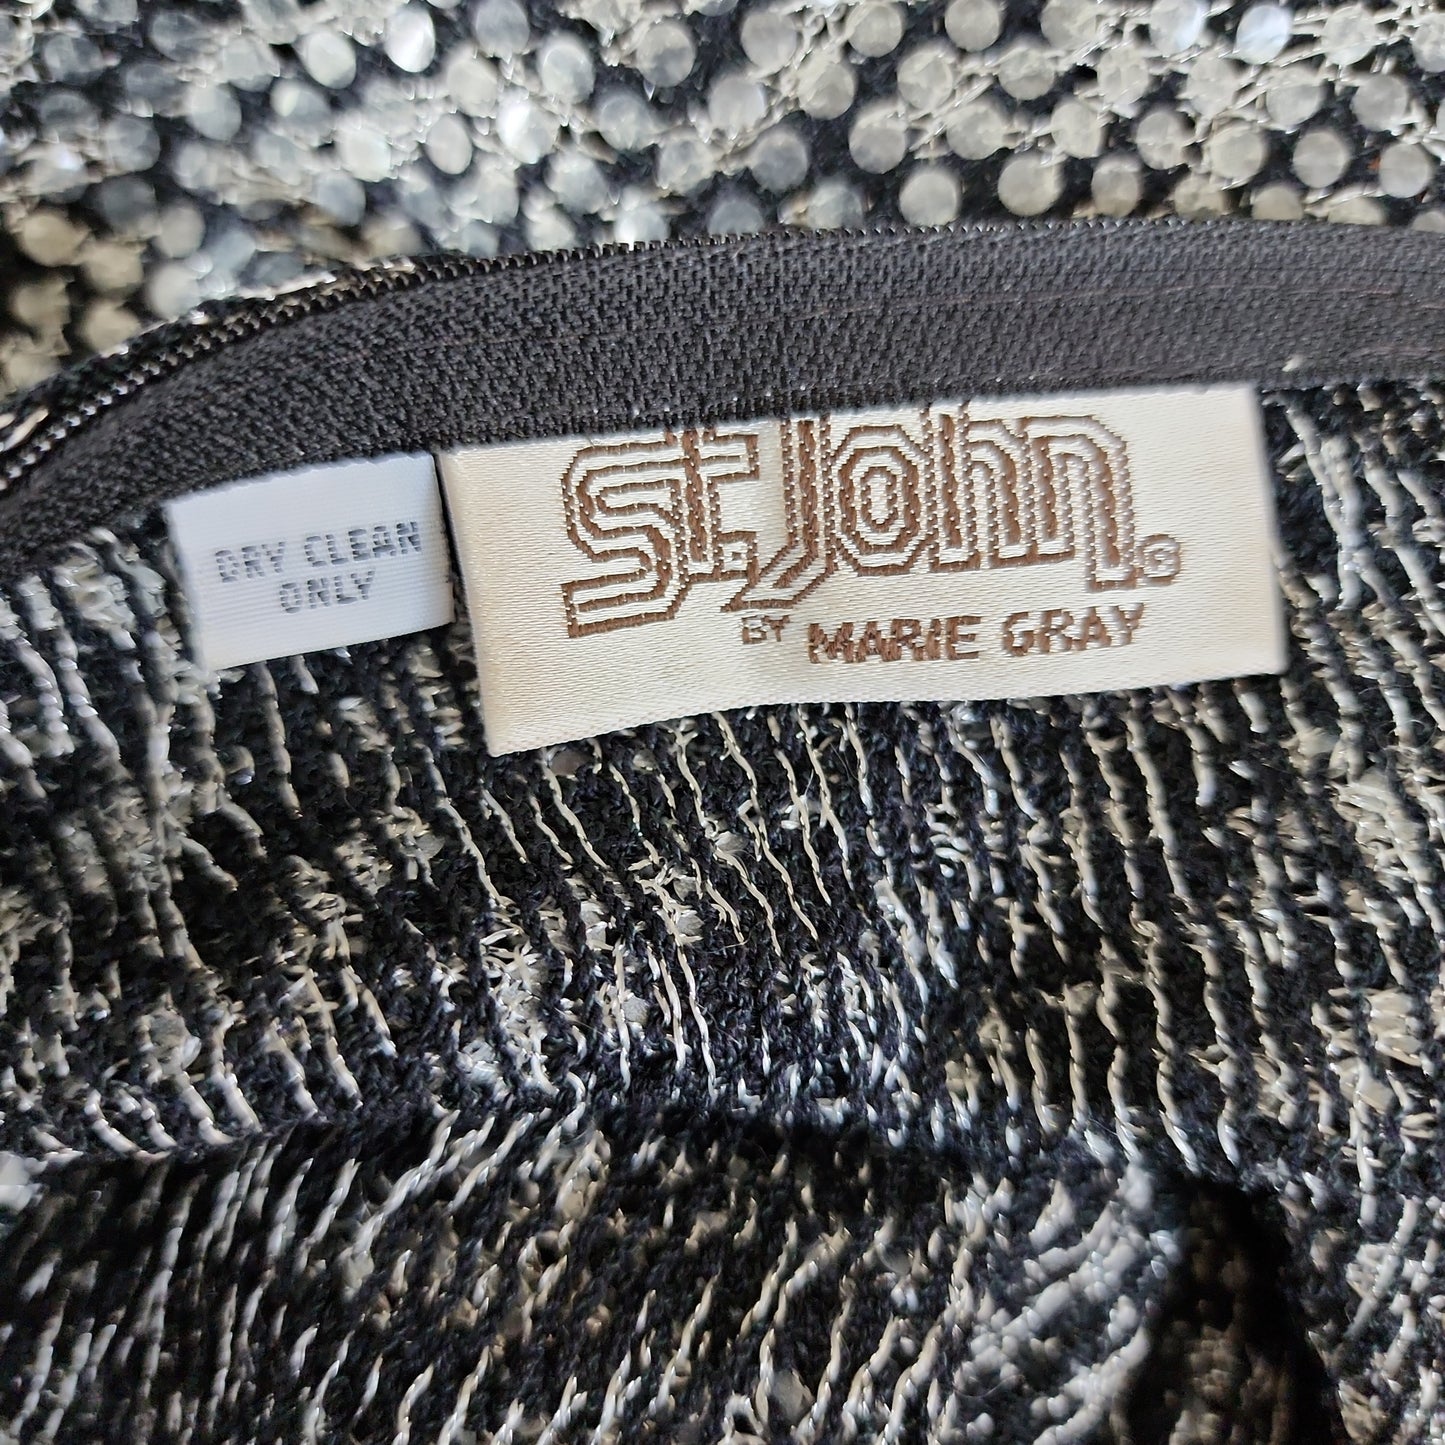 DRY CLEAN
ONLY
St. John ©
BY MARIE GRAY